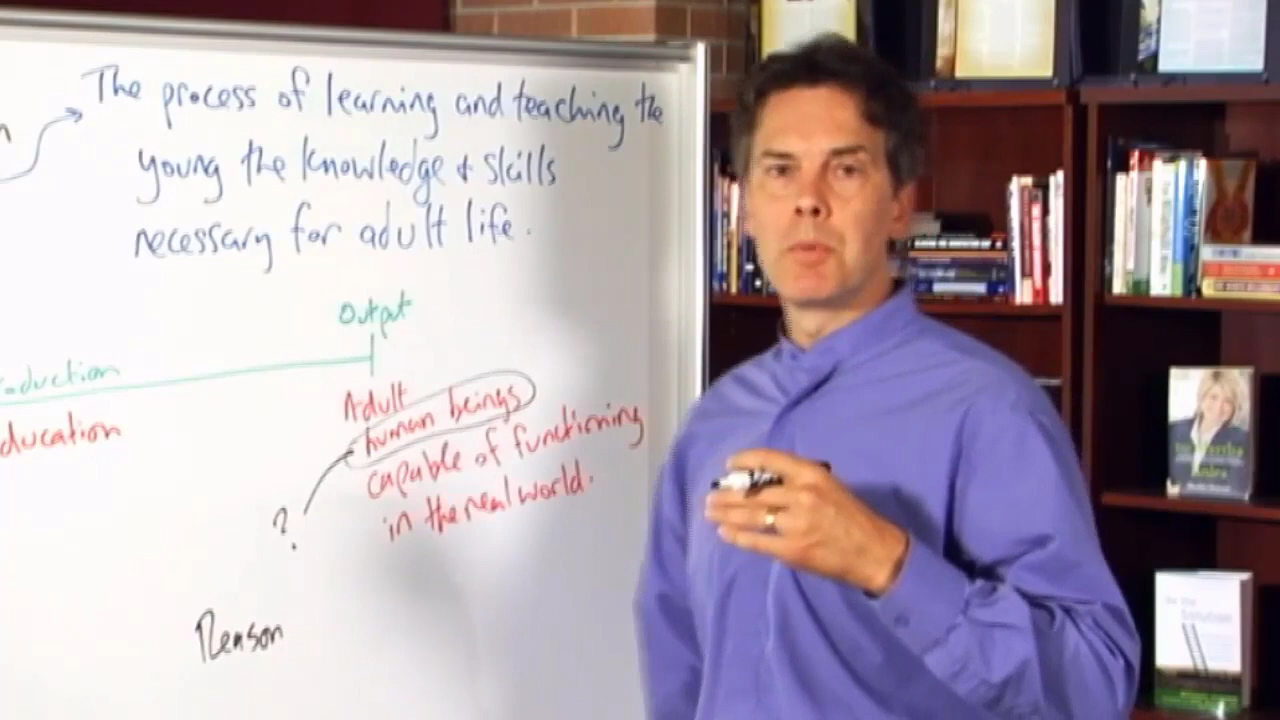 The process of learning and teaching the
young the knowledge + skills
necessary for adult life.
Output
oduction
ducation
Adult
human beings
capable of functioning
in the real world.
?
Reason